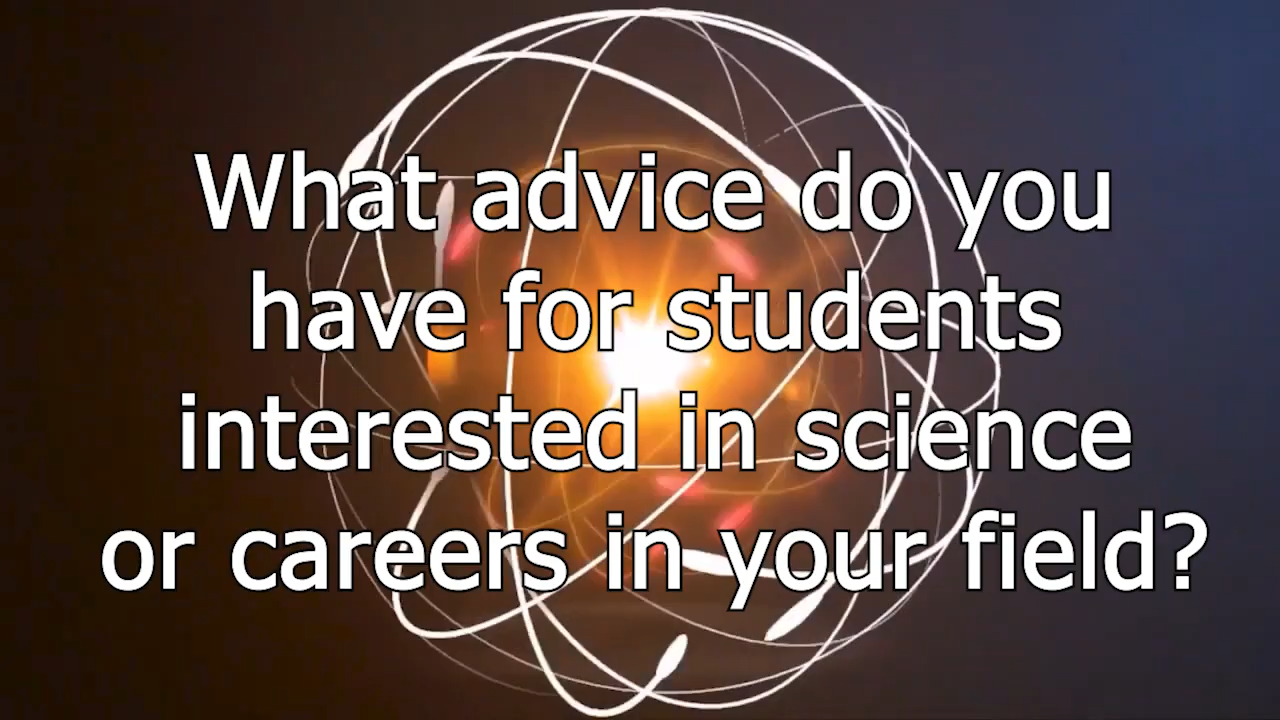 What advice do you
have for students
interested in science
or careers in your field?